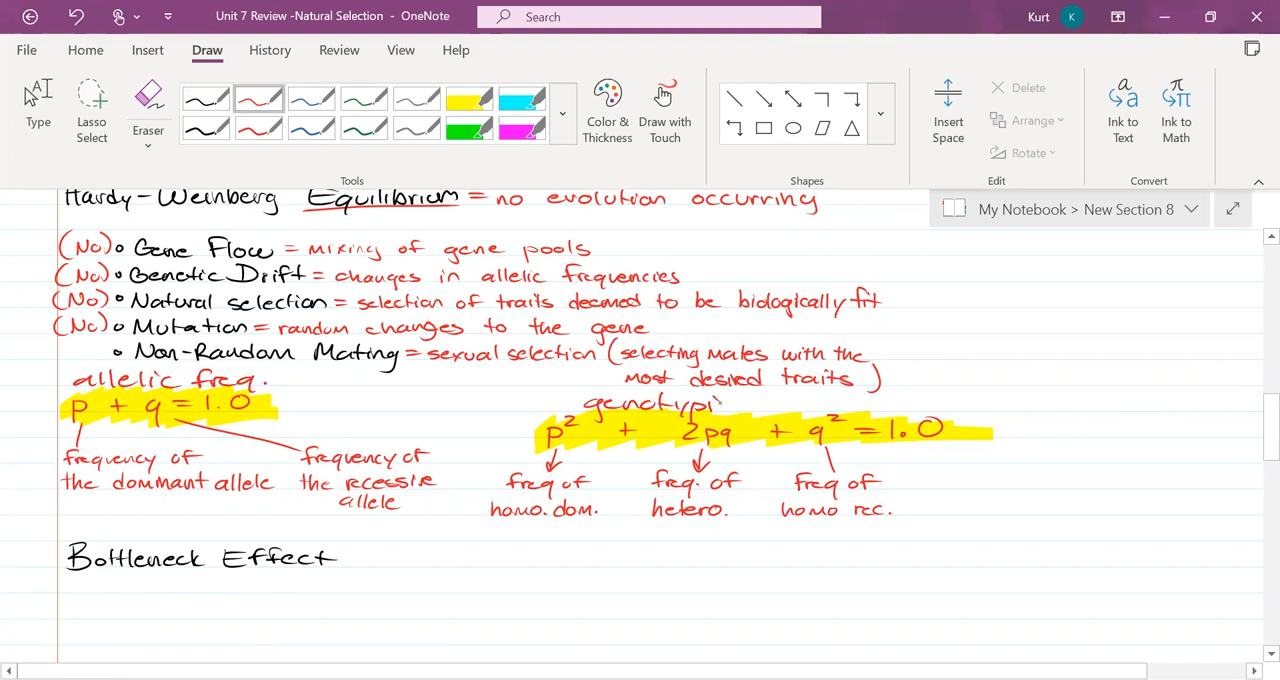 Unit 7 Review -Natural Selection - OneNote
Search
Kurt
K
File
Home
Insert
Draw
History
Review
View
Help
Type
Lasso Select
Eraser
Color & Thickness
Draw with Touch
Insert Space
Delete
Arrange
Rotate
Ink to Text
Ink to Math
Tools
Shapes
Edit
Convert
My Notebook > New Section 8
Hardy-Weinberg Equilibrium = no evolution occurring
(No) • Gene Flow = mixing of gene pools
(No) • Genetic Drift = changes in allelic frequencies
(No) • Natural selection = selection of traits deemed to be biologically fit
(No) • Mutation = random changes to the gene
• Non-Random Mating = sexual selection (selecting mates with the
most desired traits)
allelic freq.
p + q = 1.0
genotypi
p² + 2pq + q² = 1.0
frequency of
the dominant allele
frequency of
the recessive
allele
freq of
homo. dom.
freq. of
hetero.
freq of
homo rec.
Bottleneck Effect